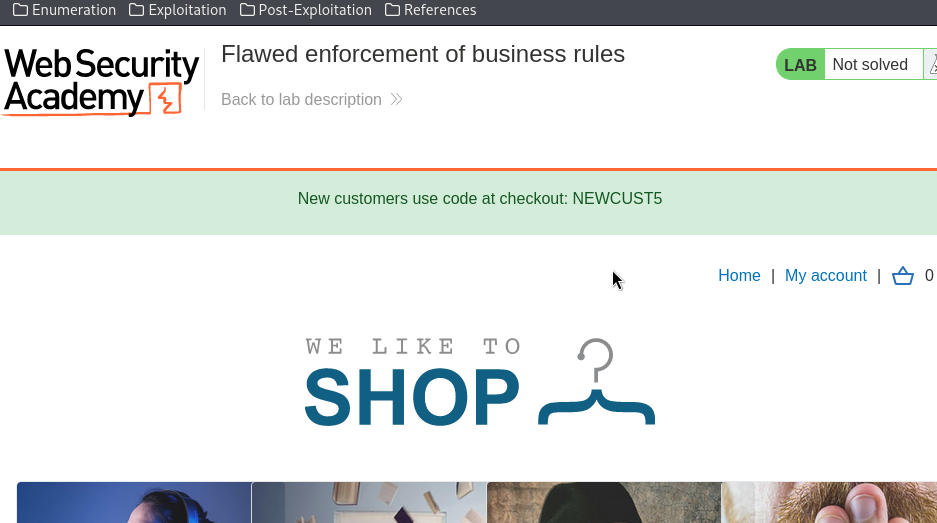 Enumeration Exploitation Post-Exploitation References
Web Security
Academy
Flawed enforcement of business rules
Back to lab description
LAB Not solved
New customers use code at checkout: NEWCUST5
Home | My account | 0
WE LIKE TO
SHOP